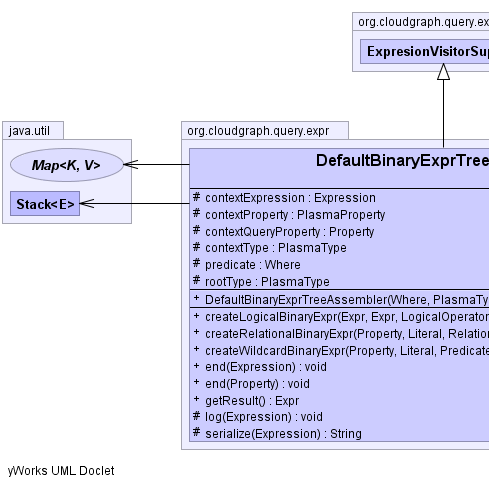 org.cloudgraph.query.ex
ExpresionVisitorSup
java.util
Map<K, V>
Stack<E>
org.cloudgraph.query.expr
DefaultBinaryExprTree
# contextExpression : Expression
# contextProperty : PlasmaProperty
# contextQueryProperty : Property
# contextType : PlasmaType
# predicate : Where
# rootType : PlasmaType
+ DefaultBinaryExprTreeAssembler(Where, PlasmaTy
+ createLogicalBinaryExpr(Expr, Expr, LogicalOperator
+ createRelationalBinaryExpr(Property, Literal, Relation
+ createWildcardBinaryExpr(Property, Literal, Predicate
+ end(Expression) : void
+ end(Property) : void
+ getResult() : Expr
# log(Expression) : void
# serialize(Expression) : String
yWorks UML Doclet